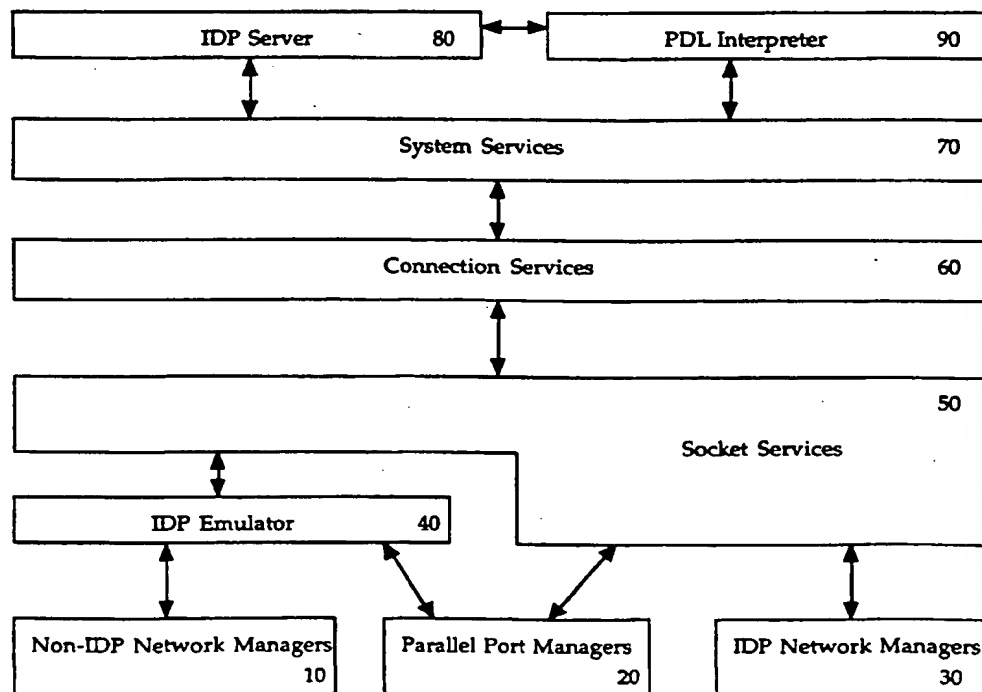 IDP Server 80
PDL Interpreter 90
System Services 70
Connection Services 60
50
Socket Services
IDP Emulator 40
Non-IDP Network Managers
10
Parallel Port Managers
20
IDP Network Managers
30